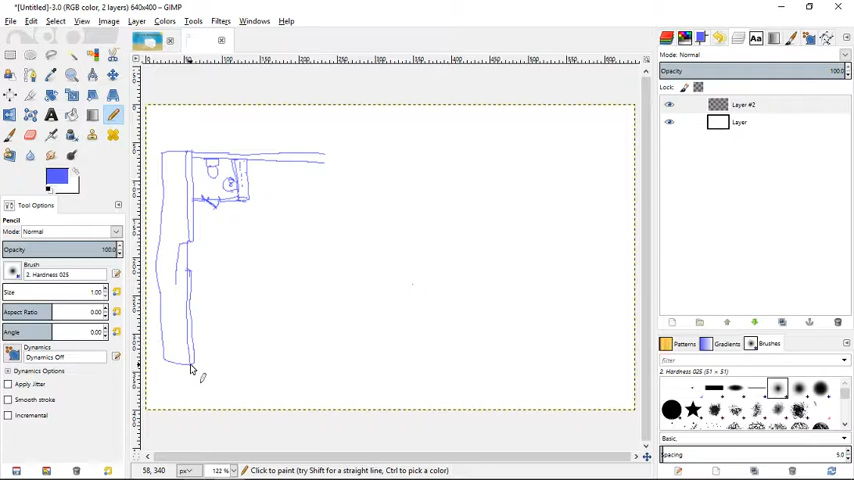 *[Untitled]-3.0 (RGB color, 2 layers) 640x400 – GIMP
File Edit Select View Image Layer Colors Tools Filters Windows Help
Mode: Normal
Opacity 100.0
Lock:
Layer #2
Layer
Tool Options
Pencil
Mode: Normal
Opacity 100.0
Brush
2. Hardness 025
Size 1.00
Aspect Ratio 0.00
Angle 0.00
Dynamics
Dynamics Off
Dynamics Options
Apply Jitter
Smooth stroke
Incremental
Patterns Gradients Brushes
filter
2. Hardness 025 (51 × 51)
Basic,
Spacing 5.0
58, 340 px 122 % Click to paint (try Shift for a straight line, Ctrl to pick a color)